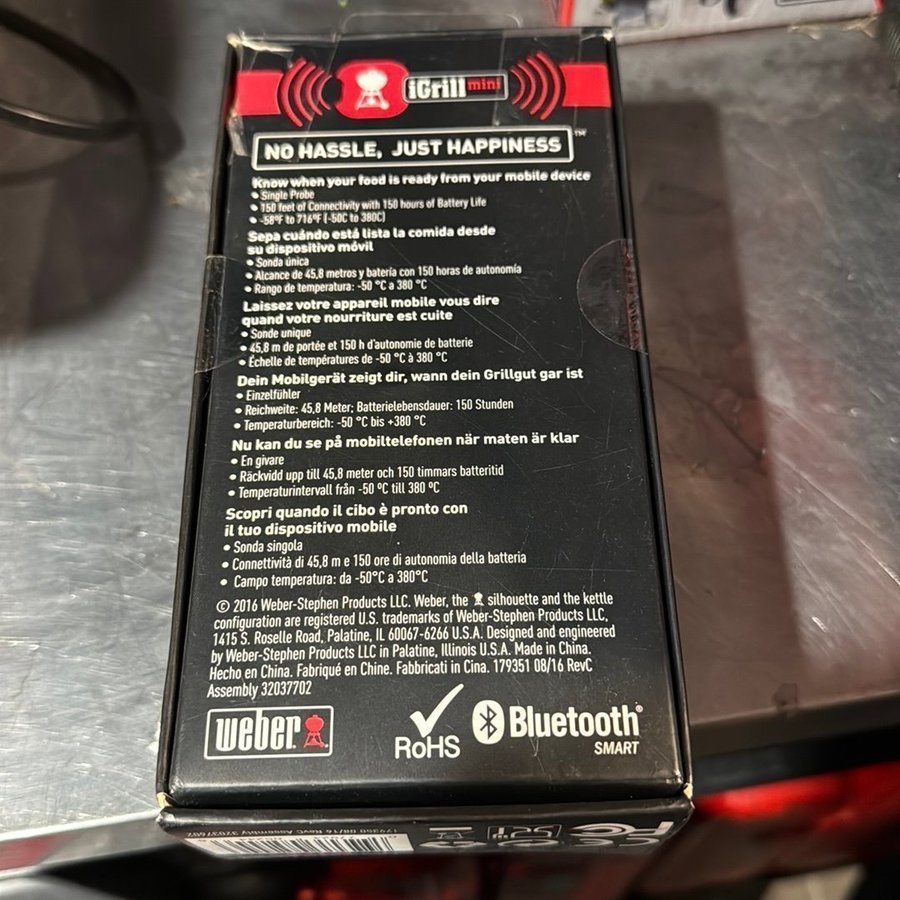 iGrill mini
NO HASSLE, JUST HAPPINESS™
Know when your food is ready from your mobile device
• Single Probe
• 150 feet of Connectivity with 150 hours of Battery Life
• -58°F to 716°F (-50C to 380C)
Sepa cuándo está lista la comida desde
su dispositivo móvil
• Sonda única
• Alcance de 45,8 metros y batería con 150 horas de autonomía
• Rango de temperatura: -50 °C a 380 °C
Laissez votre appareil mobile vous dire
quand votre nourriture est cuite
• Sonde unique
• 45,8 m de portée et 150 h d'autonomie de batterie
• Échelle de températures de -50 °C à 380 °C
Dein Mobilgerät zeigt dir, wann dein Grillgut gar ist
• Einzelfühler
• Reichweite: 45,8 Meter; Batterielebensdauer: 150 Stunden
• Temperaturbereich: -50 °C bis +380 °C
Nu kan du se på mobiltelefonen när maten är klar
• En givare
• Räckvidd upp till 45,8 meter och 150 timmars batteritid
• Temperaturintervall från -50 °C till 380 °C
Scopri quando il cibo è pronto con
il tuo dispositivo mobile
• Sonda singola
• Connettività di 45,8 m e 150 ore di autonomia della batteria
• Campo temperatura: da -50°C a 380°C
© 2016 Weber-Stephen Products LLC. Weber, the silhouette and the kettle
configuration are registered U.S. trademarks of Weber-Stephen Products LLC,
1415 S. Roselle Road, Palatine, IL 60067-6266 U.S.A. Designed and engineered
by Weber-Stephen Products LLC in Palatine, Illinois U.S.A. Made in China.
Hecho en China. Fabriqué en Chine. Fabbricati in Cina. 179351 08/16 RevC
Assembly 32037702
weber
RoHS
Bluetooth®
SMART
179350 08/16 RevC Assembly 32037602
FC CE